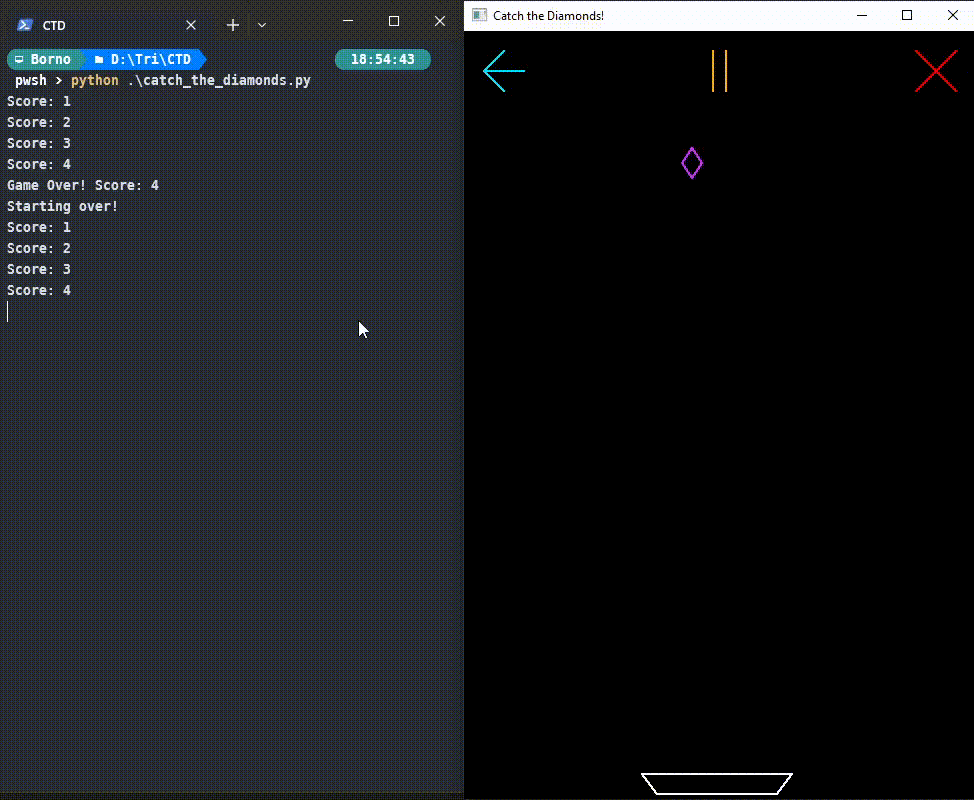 CTD
Borno D:\Tri\CTD 18:54:43
pwsh > python .\catch_the_diamonds.py
Score: 1
Score: 2
Score: 3
Score: 4
Game Over! Score: 4
Starting over!
Score: 1
Score: 2
Score: 3
Score: 4
Catch the Diamonds!